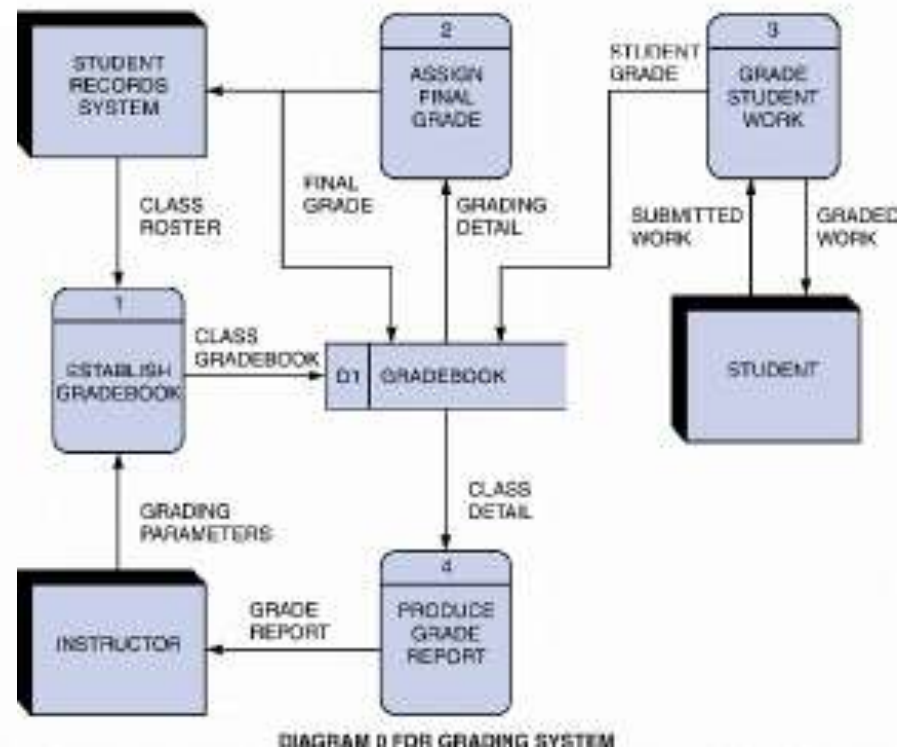 STUDENT
RECORDS
SYSTEM
2
ASSIGN
FINAL
GRADE
STUDENT
GRADE
3
GRADE
STUDENT
WORK
CLASS
ROSTER
FINAL
GRADE
GRADING
DETAIL
SUBMITTED
WORK
GRADED
WORK
1
ESTABLISH
GRADEBOOK
CLASS
GRADEBOOK
D1
GRADEBOOK
STUDENT
GRADING
PARAMETERS
CLASS
DETAIL
INSTRUCTOR
GRADE
REPORT
4
PRODUCE
GRADE
REPORT
DIAGRAM 0 FOR GRADING SYSTEM